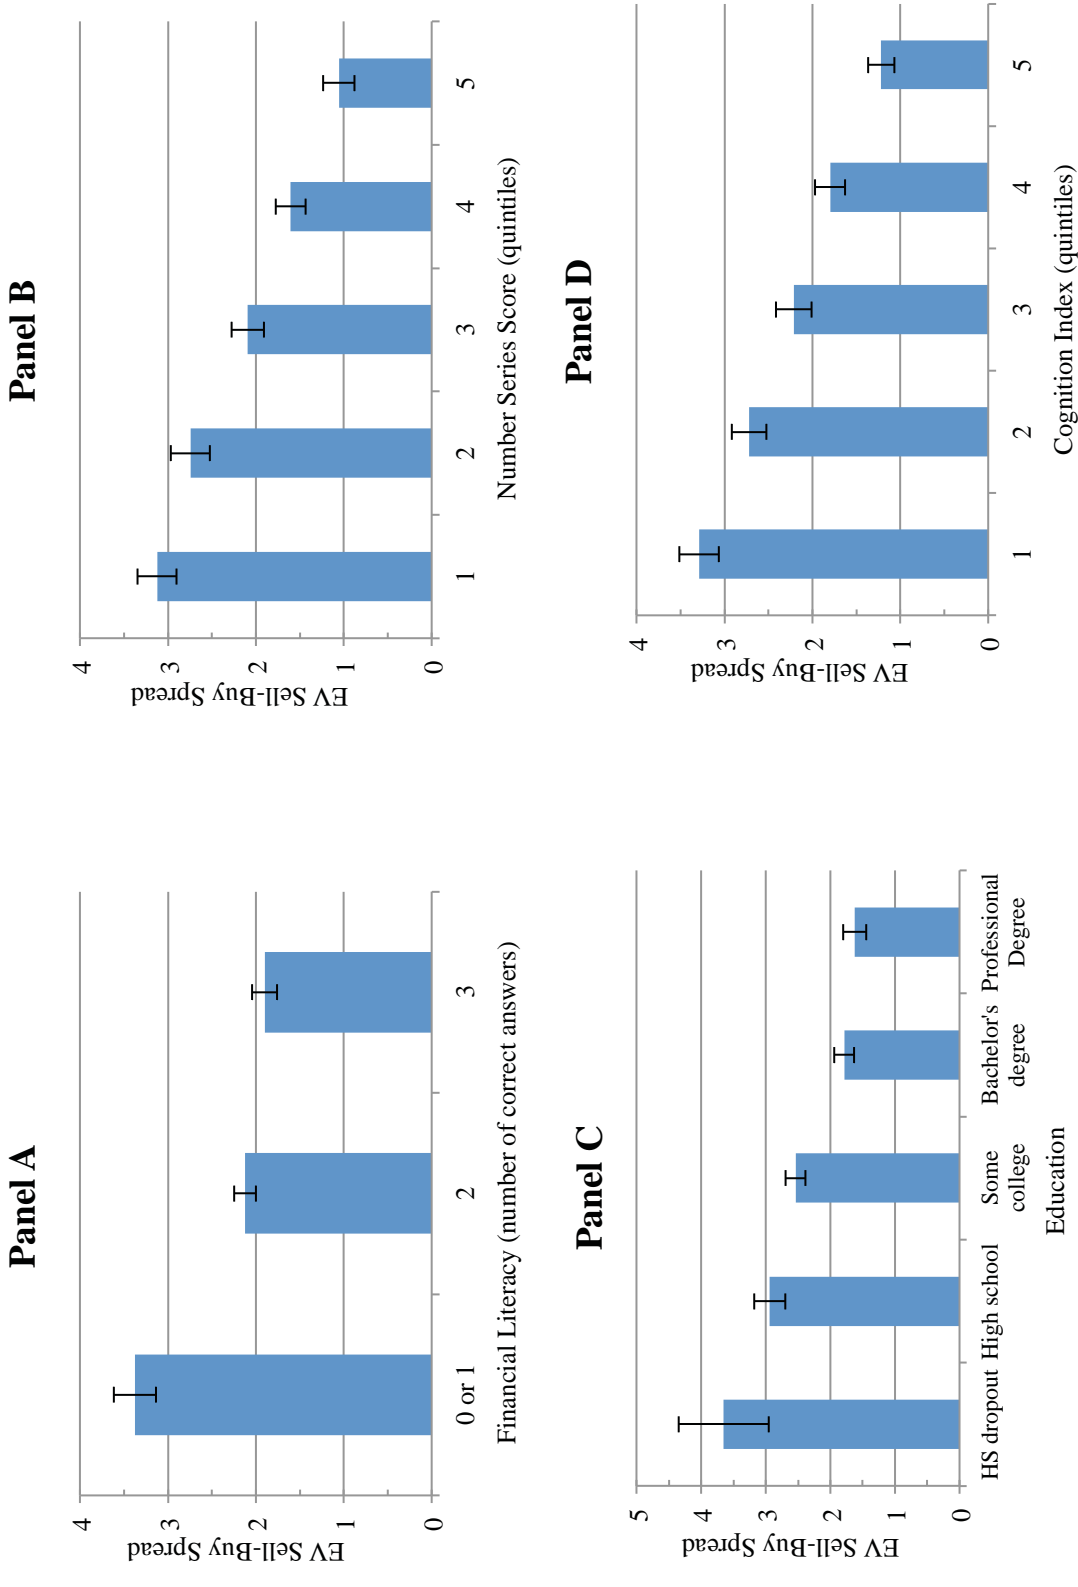 Panel A
EV Sell-Buy Spread
4
3
2
1
0
0 or 1
2
3
Financial Literacy (number of correct answers)
Panel B
EV Sell-Buy Spread
4
3
2
1
0
1
2
3
4
5
Number Series Score (quintiles)
Panel C
EV Sell-Buy Spread
5
4
3
2
1
0
HS dropout
High school
Some
college
Bachelor's
degree
Professional
Degree
Education
Panel D
EV Sell-Buy Spread
4
3
2
1
0
1
2
3
4
5
Cognition Index (quintiles)